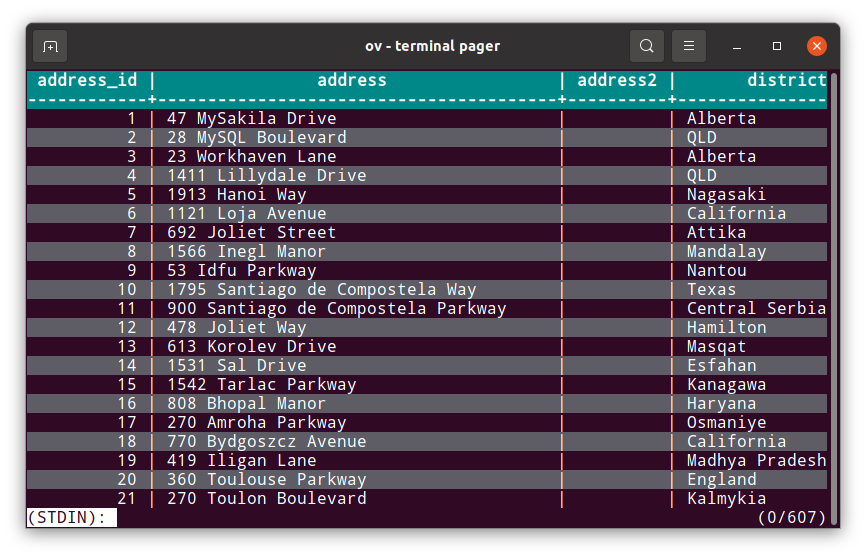 ov - terminal pager
address_id | address | address2 | district
-----------+----------------------------------------+----------+---------------
1 | 47 MySakila Drive | | Alberta
2 | 28 MySQL Boulevard | | QLD
3 | 23 Workhaven Lane | | Alberta
4 | 1411 Lillydale Drive | | QLD
5 | 1913 Hanoi Way | | Nagasaki
6 | 1121 Loja Avenue | | California
7 | 692 Joliet Street | | Attika
8 | 1566 Inegl Manor | | Mandalay
9 | 53 Idfu Parkway | | Nantou
10 | 1795 Santiago de Compostela Way | | Texas
11 | 900 Santiago de Compostela Parkway | | Central Serbia
12 | 478 Joliet Way | | Hamilton
13 | 613 Korolev Drive | | Masqat
14 | 1531 Sal Drive | | Esfahan
15 | 1542 Tarlac Parkway | | Kanagawa
16 | 808 Bhopal Manor | | Haryana
17 | 270 Amroha Parkway | | Osmaniye
18 | 770 Bydgoszcz Avenue | | California
19 | 419 Iligan Lane | | Madhya Pradesh
20 | 360 Toulouse Parkway | | England
21 | 270 Toulon Boulevard | | Kalmykia
(STDIN): (0/607)